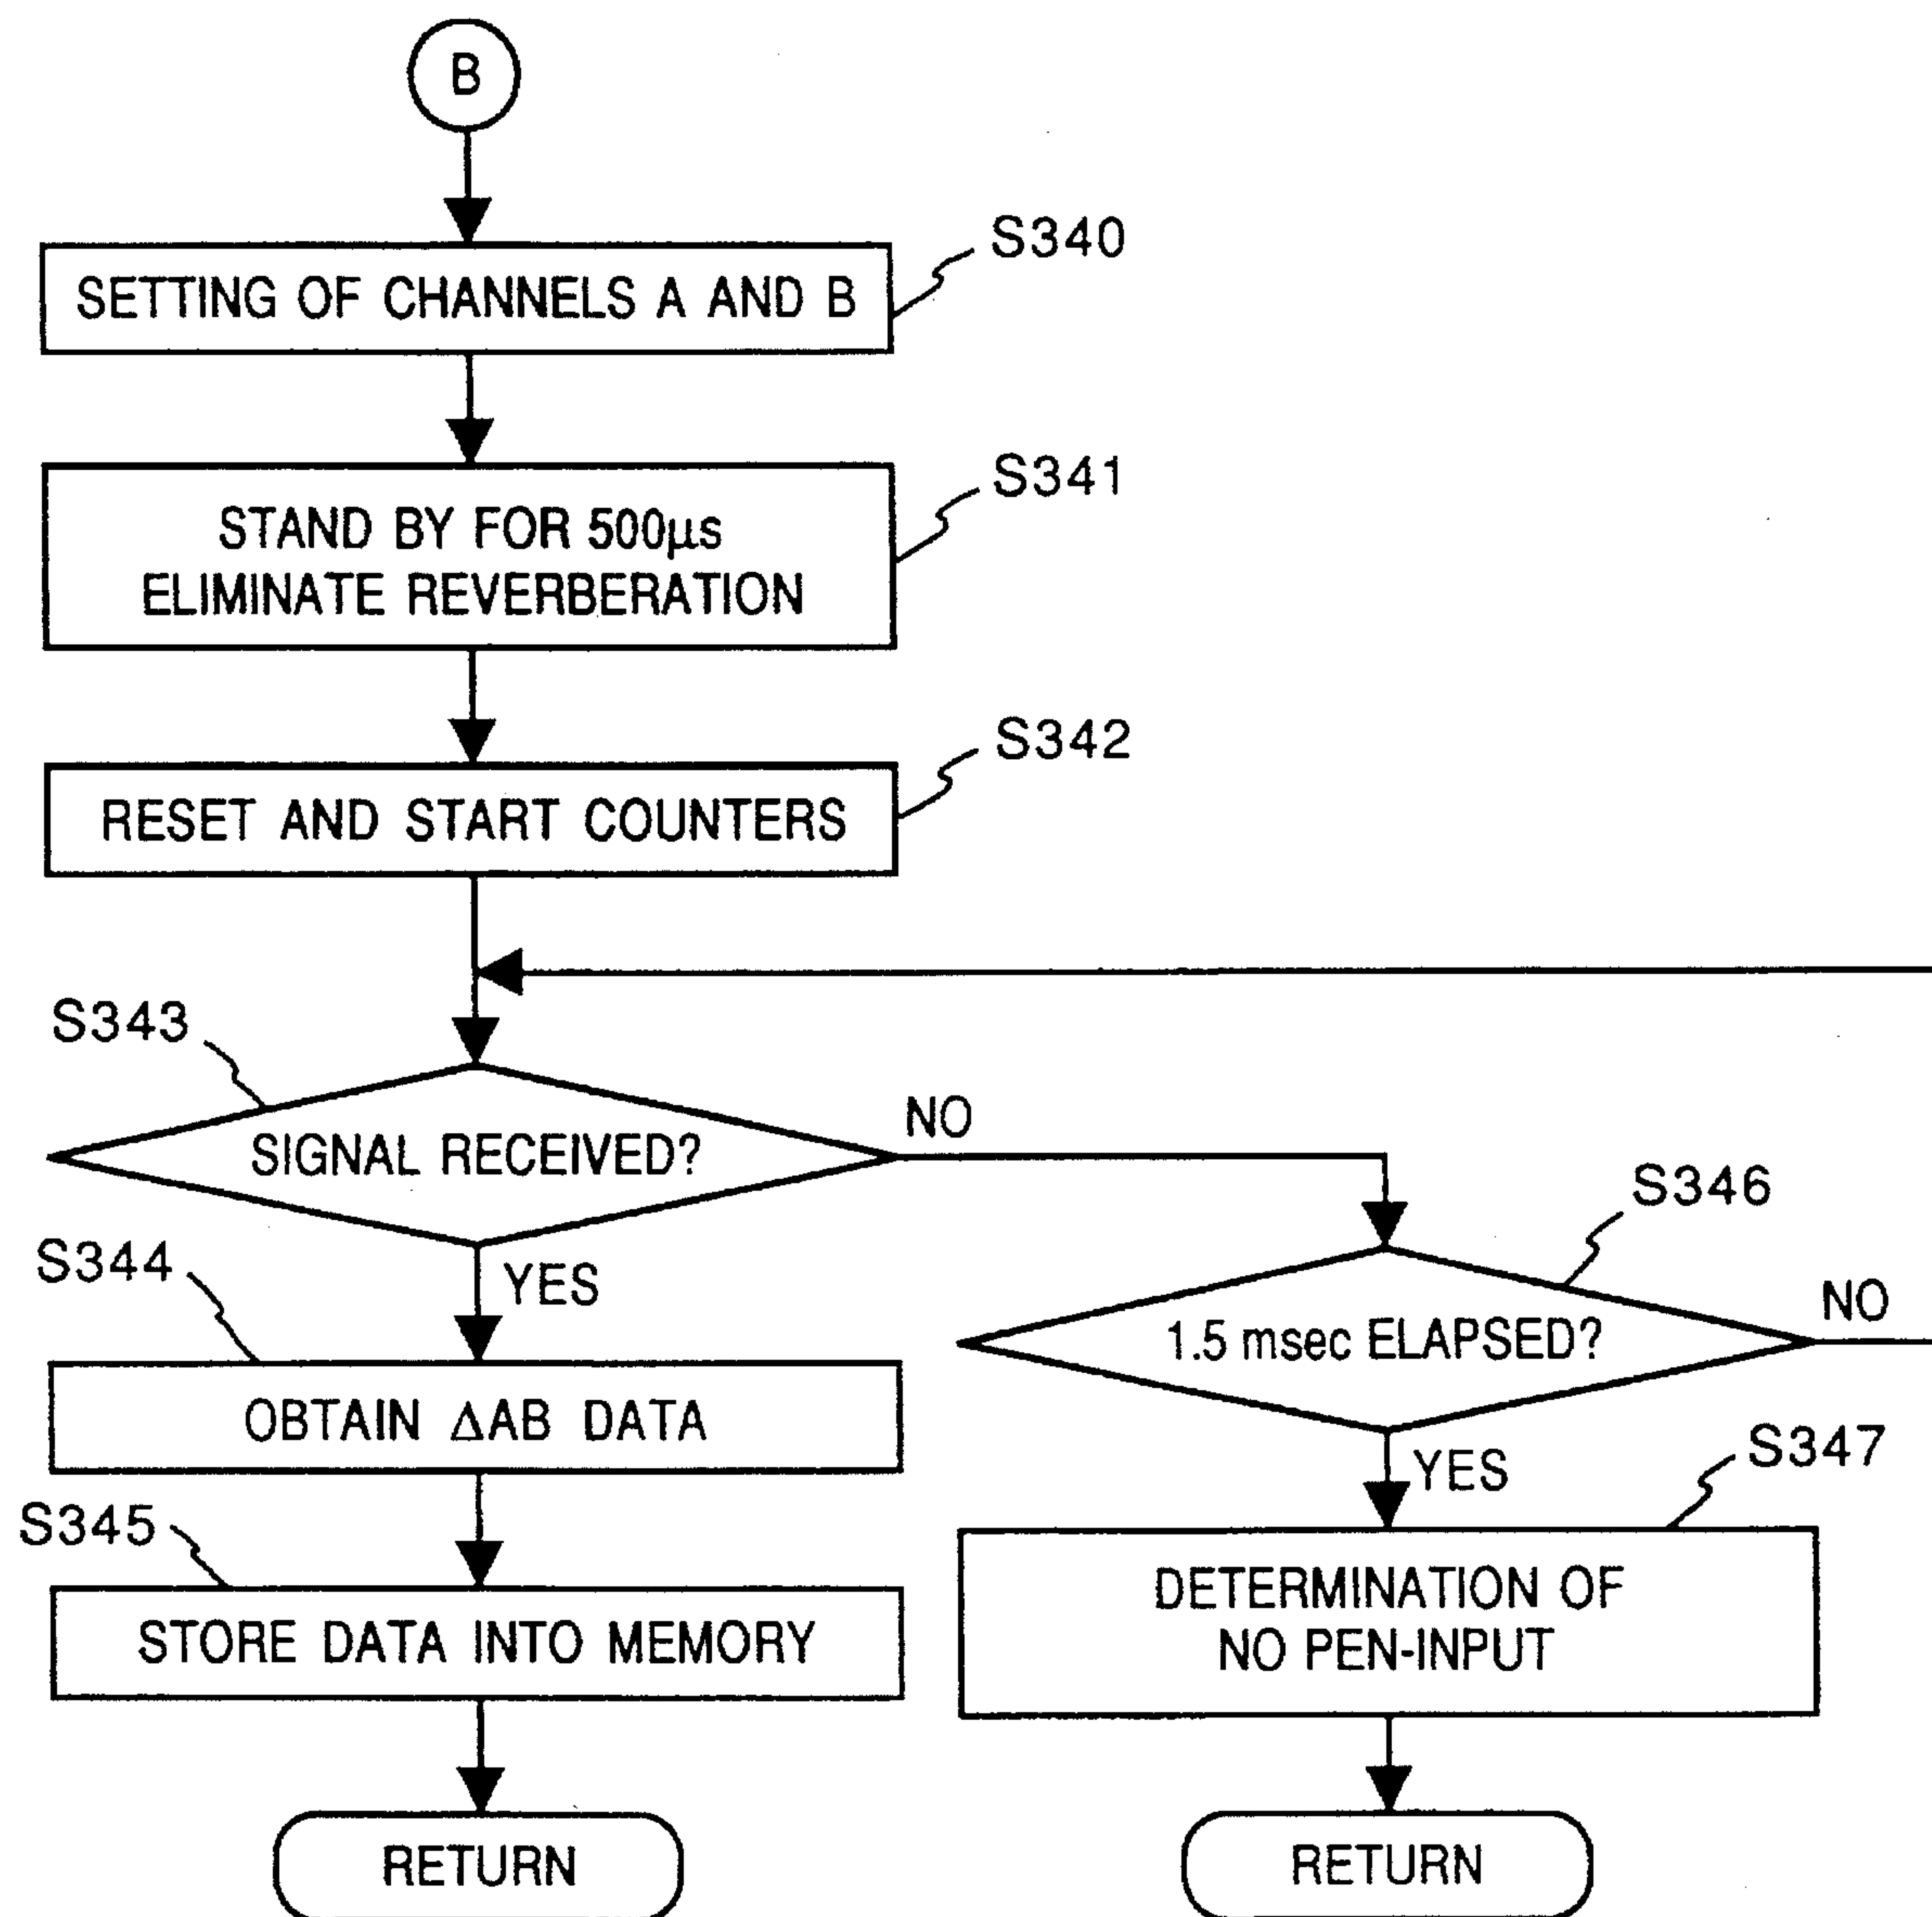 B
S340
SETTING OF CHANNELS A AND B
S341
STAND BY FOR 500μs
ELIMINATE REVERBERATION
S342
RESET AND START COUNTERS
S343
SIGNAL RECEIVED?
NO
S346
S344
YES
1.5 msec ELAPSED?
NO
OBTAIN ΔAB DATA
YES
S347
S345
STORE DATA INTO MEMORY
DETERMINATION OF
NO PEN-INPUT
RETURN
RETURN